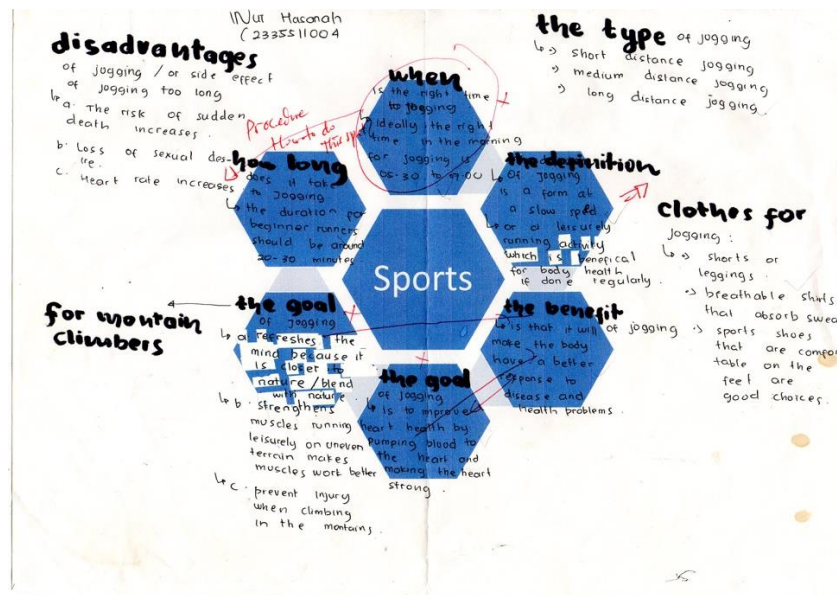 Nur Hasanah
(2335511004
disadvantages
of jogging / or side effect
of jogging too long
a. The risk of sudden
death increases.
b. Loss of sexual des-
ire.
c. Heart rate increases
when
is the right time
to jogging
ideally the right
time in the morning
for jogging is
05.30 to 07.00
the type of jogging
-> short distance jogging
-> medium distance jogging
-> long distance jogging
Procedure
How to do
this sport
how long
does it take
to jogging
the duration for
beginner runners
should be around
20-30 minutes.
the definition
of jogging
is a form at
a slow speed
or a leisurely
running activity
which is benefical
for body health
if done regularly.
clothes for
jogging :
-> shorts or
leggings.
-> breathable shirts
that absorb swea
-> sports shoes
that are comfor
table on the
feet are
good choices.
Sports
for montain
climbers
the goal
of jogging
a. refreshes the
mind because it
is closer to
nature/blend
with nature.
b. strengthens
muscles running
leisurely on uneven
terrain makes
muscles work better
c. prevent injury
when climbing
in the montains.
the goal
of jogging
is to improve
heart health by
pumping blood to
the heart and
making the heart
strong.
the benefit
of jogging
is that it will
make the body
have a better
response to
disease and
health problems.